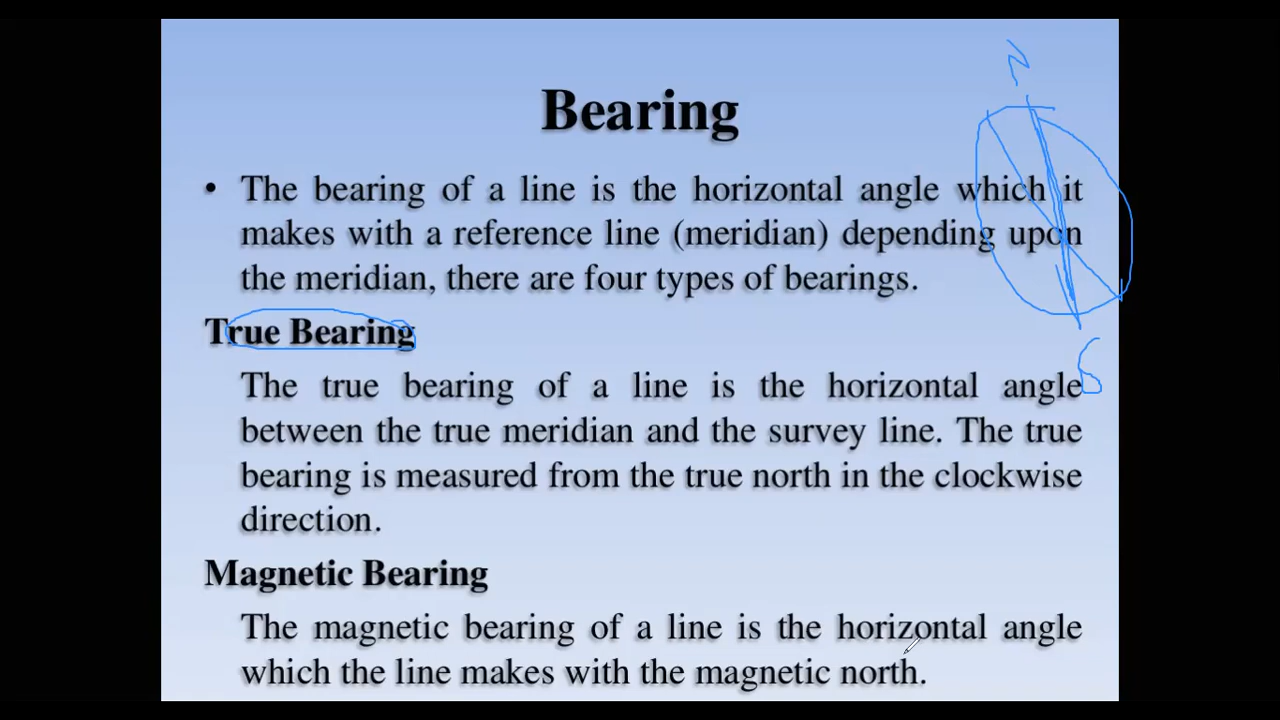 N
Bearing
• The bearing of a line is the horizontal angle which it
makes with a reference line (meridian) depending upon
the meridian, there are four types of bearings.
True Bearing
The true bearing of a line is the horizontal angle
between the true meridian and the survey line. The true
bearing is measured from the true north in the clockwise
direction.
Magnetic Bearing
The magnetic bearing of a line is the horizontal angle
which the line makes with the magnetic north.